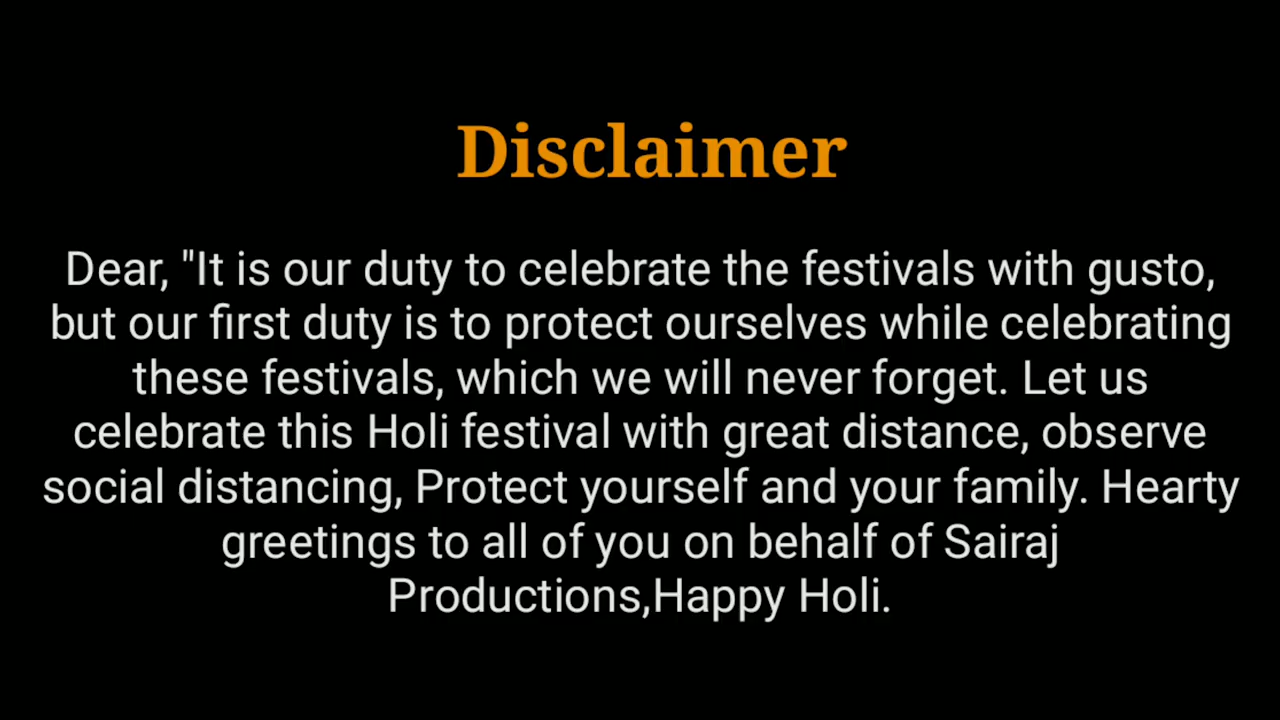 Disclaimer
Dear, "It is our duty to celebrate the festivals with gusto,
but our first duty is to protect ourselves while celebrating
these festivals, which we will never forget. Let us
celebrate this Holi festival with great distance, observe
social distancing, Protect yourself and your family. Hearty
greetings to all of you on behalf of Sairaj
Productions,Happy Holi.